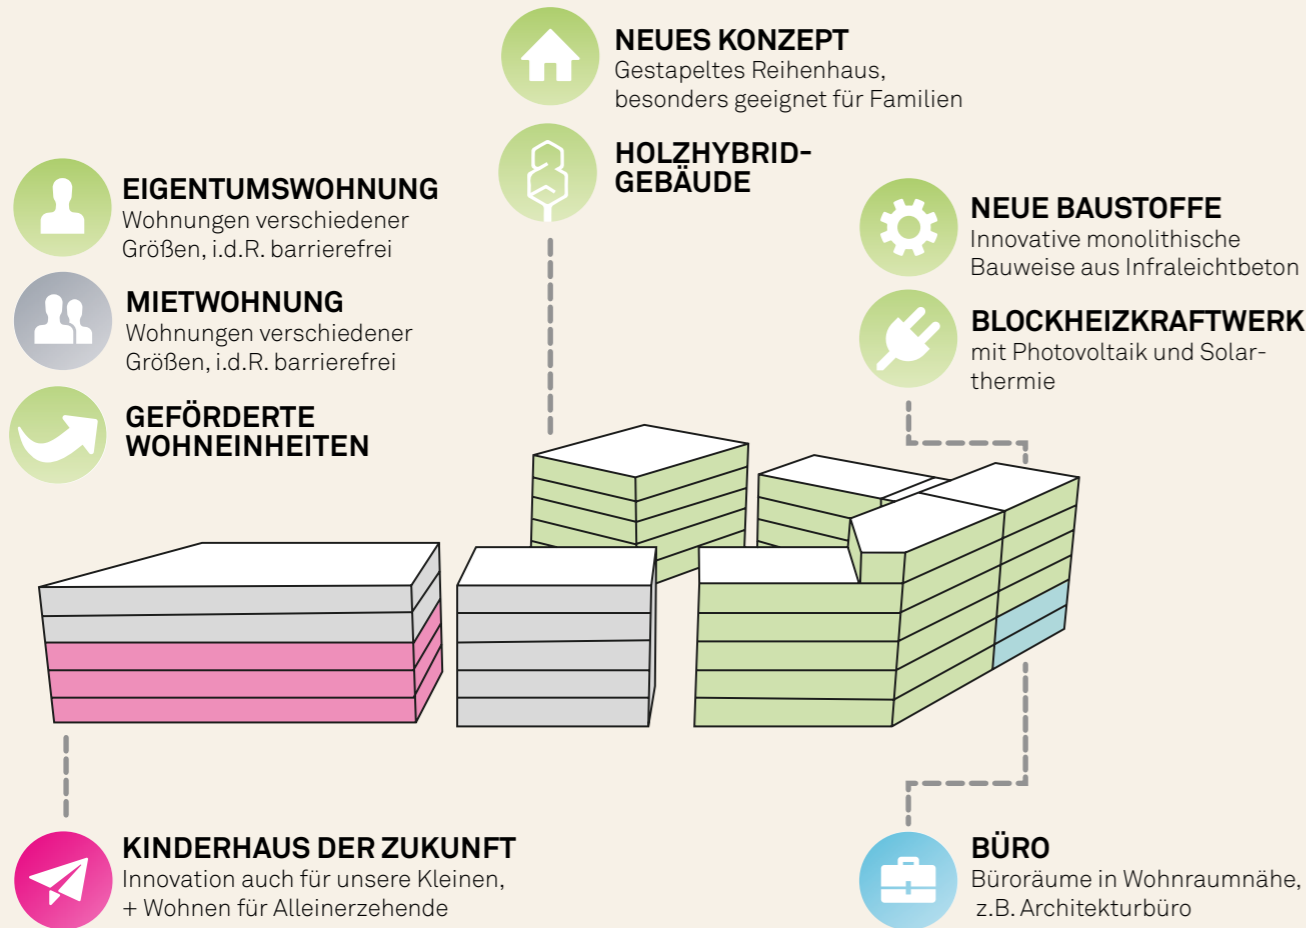 NEUES KONZEPT
Gestapeltes Reihenhaus,
besonders geeignet für Familien
HOLZHYBRID-
GEBÄUDE
EIGENTUMSWOHNUNG
Wohnungen verschiedener
Größen, i.d.R. barrierefrei
MIETWOHNUNG
Wohnungen verschiedener
Größen, i.d.R. barrierefrei
GEFÖRDERTE
WOHNEINHEITEN
NEUE BAUSTOFFE
Innovative monolithische
Bauweise aus Infraleichtbeton
BLOCKHEIZKRAFTWERK
mit Photovoltaik und Solar-
thermie
KINDERHAUS DER ZUKUNFT
Innovation auch für unsere Kleinen,
+ Wohnen für Alleinerzehende
BÜRO
Büroräume in Wohnraumnähe,
z.B. Architekturbüro